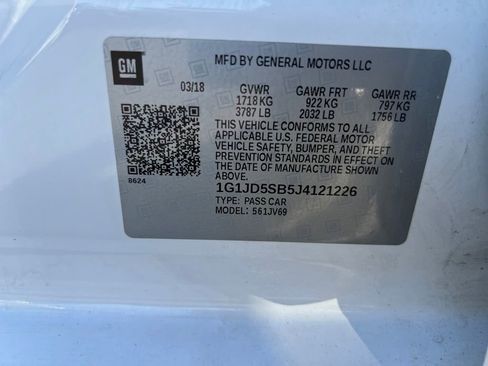 GM
MFD BY GENERAL MOTORS LLC
03/18 GVWR GAWR FRT GAWR RR
1718 KG 922 KG 797 KG
3787 LB 2032 LB 1756 LB
THIS VEHICLE CONFORMS TO ALL
APPLICABLE U.S. FEDERAL MOTOR
VEHICLE SAFETY, BUMPER, AND THEFT
PREVENTION STANDARDS IN EFFECT ON
THE DATE OF MANUFACTURE SHOWN
ABOVE.
8624
1G1JD5SB5J4121226
TYPE: PASS CAR
MODEL: 561JV69